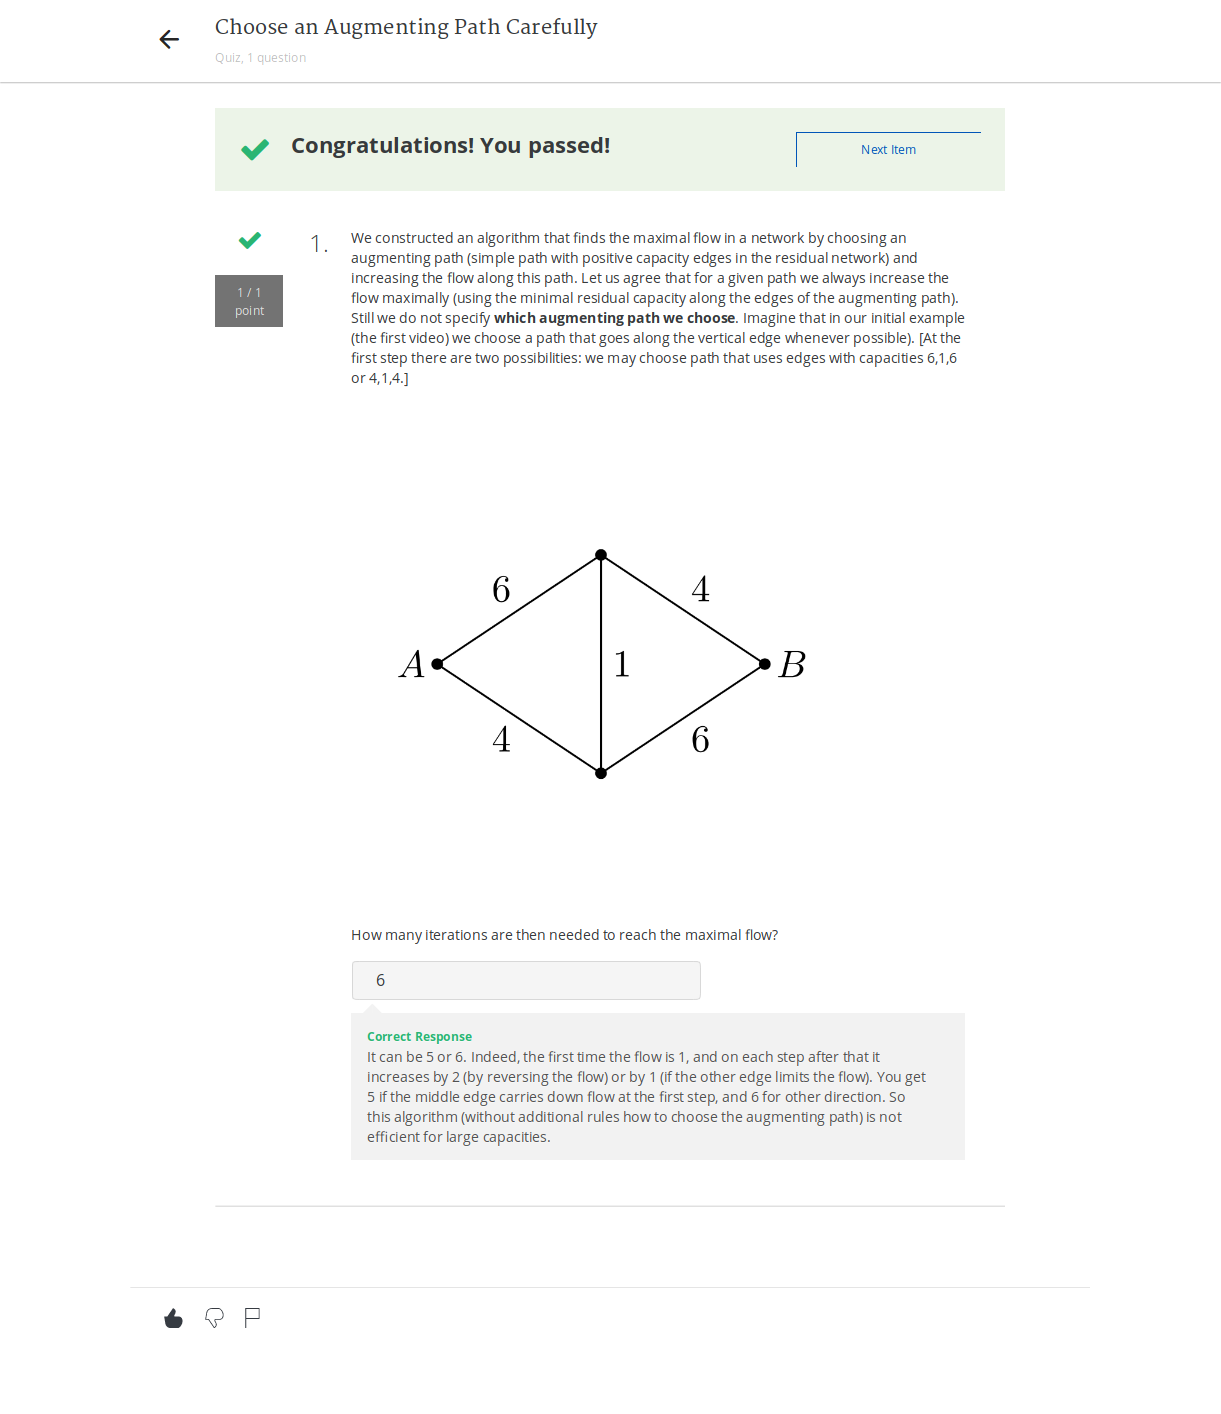 Choose an Augmenting Path Carefully
Quiz, 1 question
Congratulations! You passed!
Next Item
1 / 1
point
1.
We constructed an algorithm that finds the maximal flow in a network by choosing an
augmenting path (simple path with positive capacity edges in the residual network) and
increasing the flow along this path. Let us agree that for a given path we always increase the
flow maximally (using the minimal residual capacity along the edges of the augmenting path).
Still we do not specify which augmenting path we choose. Imagine that in our initial example
(the first video) we choose a path that goes along the vertical edge whenever possible). [At the
first step there are two possibilities: we may choose path that uses edges with capacities 6,1,6
or 4,1,4.]
6
4
A
1
B
4
6
How many iterations are then needed to reach the maximal flow?
6
Correct Response
It can be 5 or 6. Indeed, the first time the flow is 1, and on each step after that it
increases by 2 (by reversing the flow) or by 1 (if the other edge limits the flow). You get
5 if the middle edge carries down flow at the first step, and 6 for other direction. So
this algorithm (without additional rules how to choose the augmenting path) is not
efficient for large capacities.